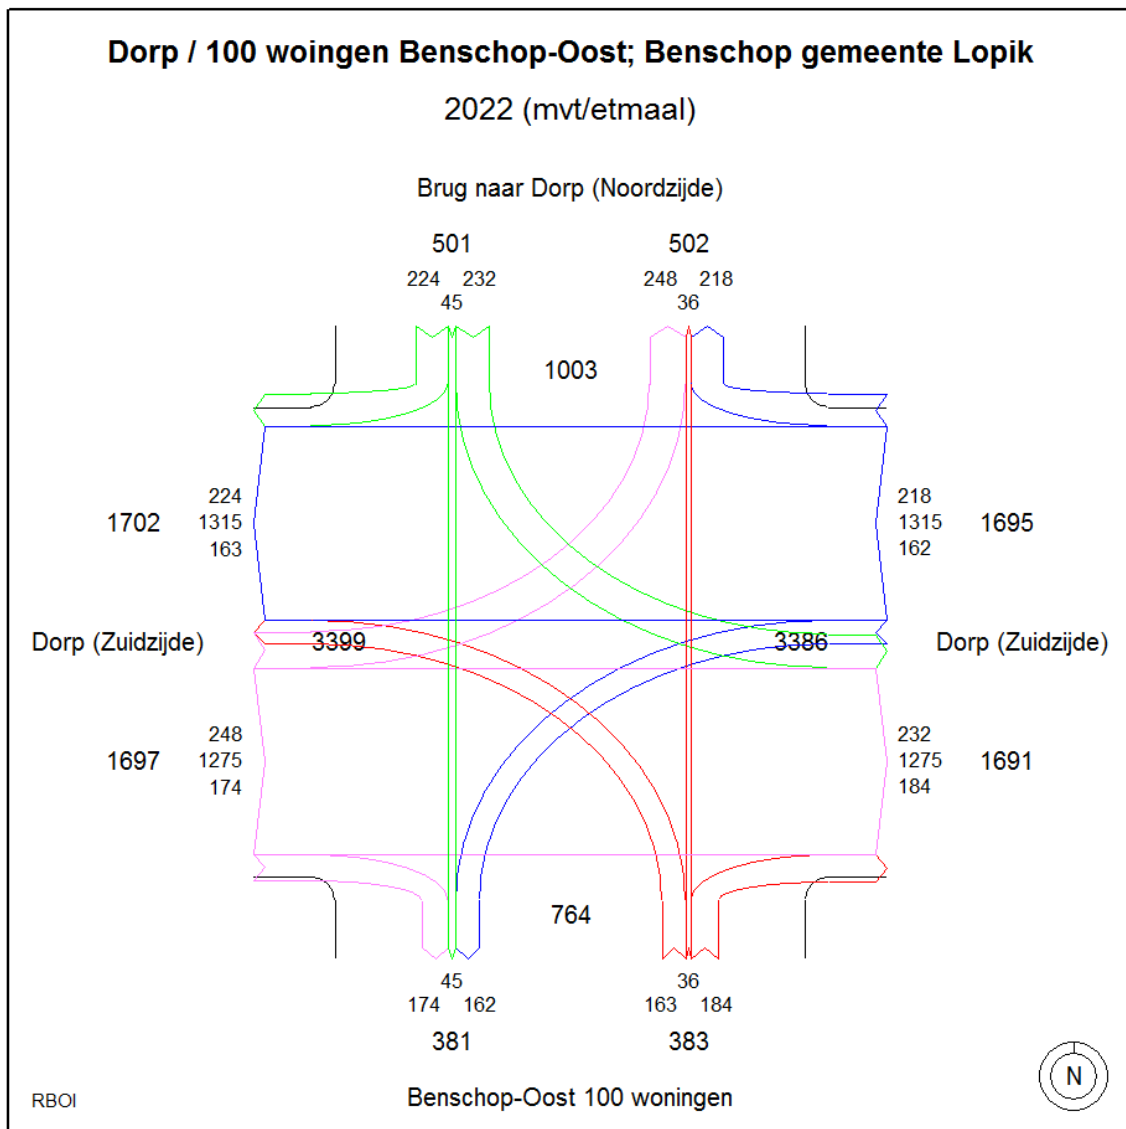 Dorp / 100 woingen Benschop-Oost; Benschop gemeente Lopik
2022 (mvt/etmaal)
Brug naar Dorp (Noordzijde)
501 502
224 232 248 218
45 36
1003
224 218
1702 1315 1315 1695
163 162
Dorp (Zuidzijde) 3399 3386 Dorp (Zuidzijde)
248 232
1697 1275 1275 1691
174 184
764
45 36
174 162 163 184
381 383
Benschop-Oost 100 woningen
RBOI
N